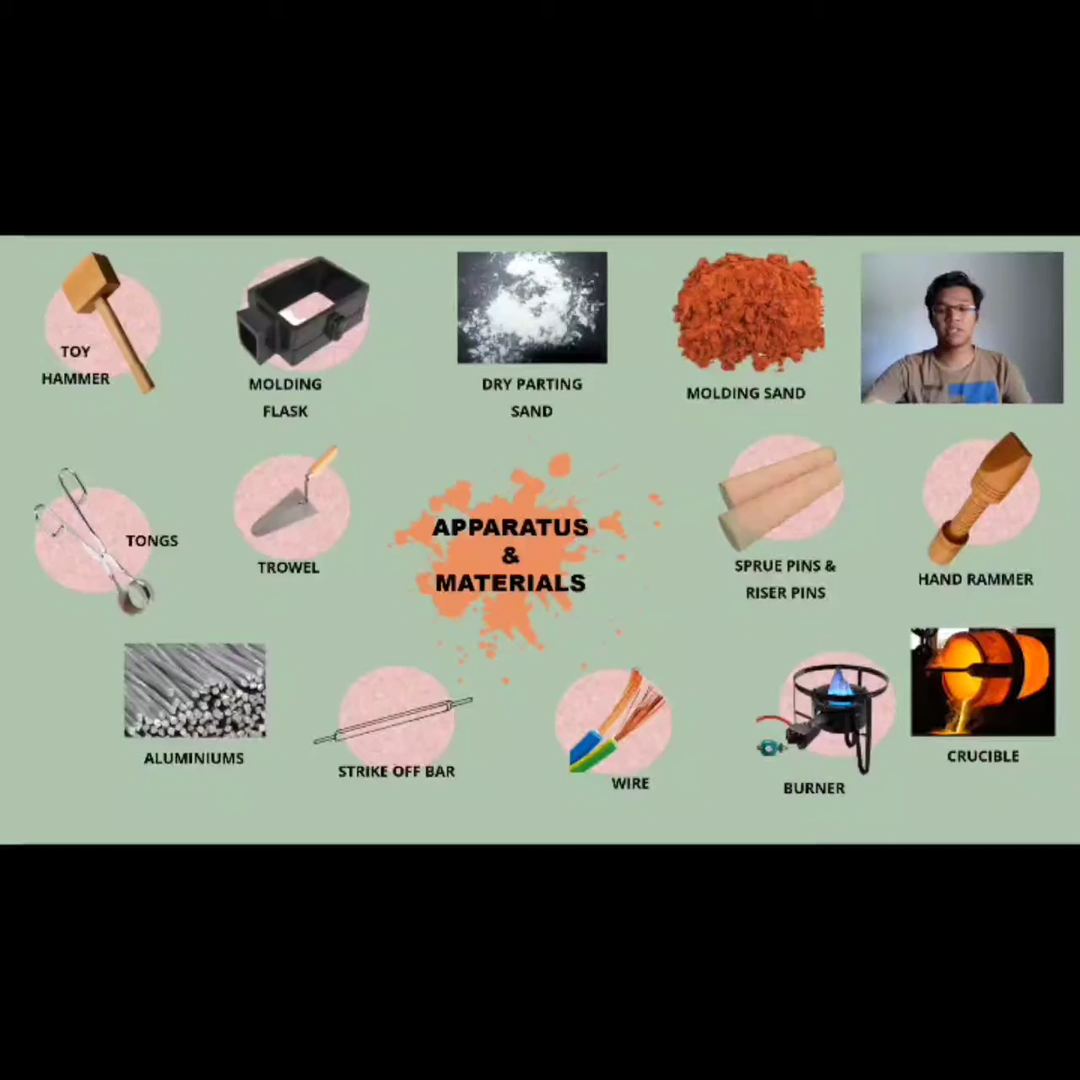 TOY
HAMMER
MOLDING
FLASK
DRY PARTING
SAND
MOLDING SAND
TONGS
TROWEL
APPARATUS
&
MATERIALS
SPRUE PINS &
RISER PINS
HAND RAMMER
ALUMINIUMS
STRIKE OFF BAR
WIRE
BURNER
CRUCIBLE